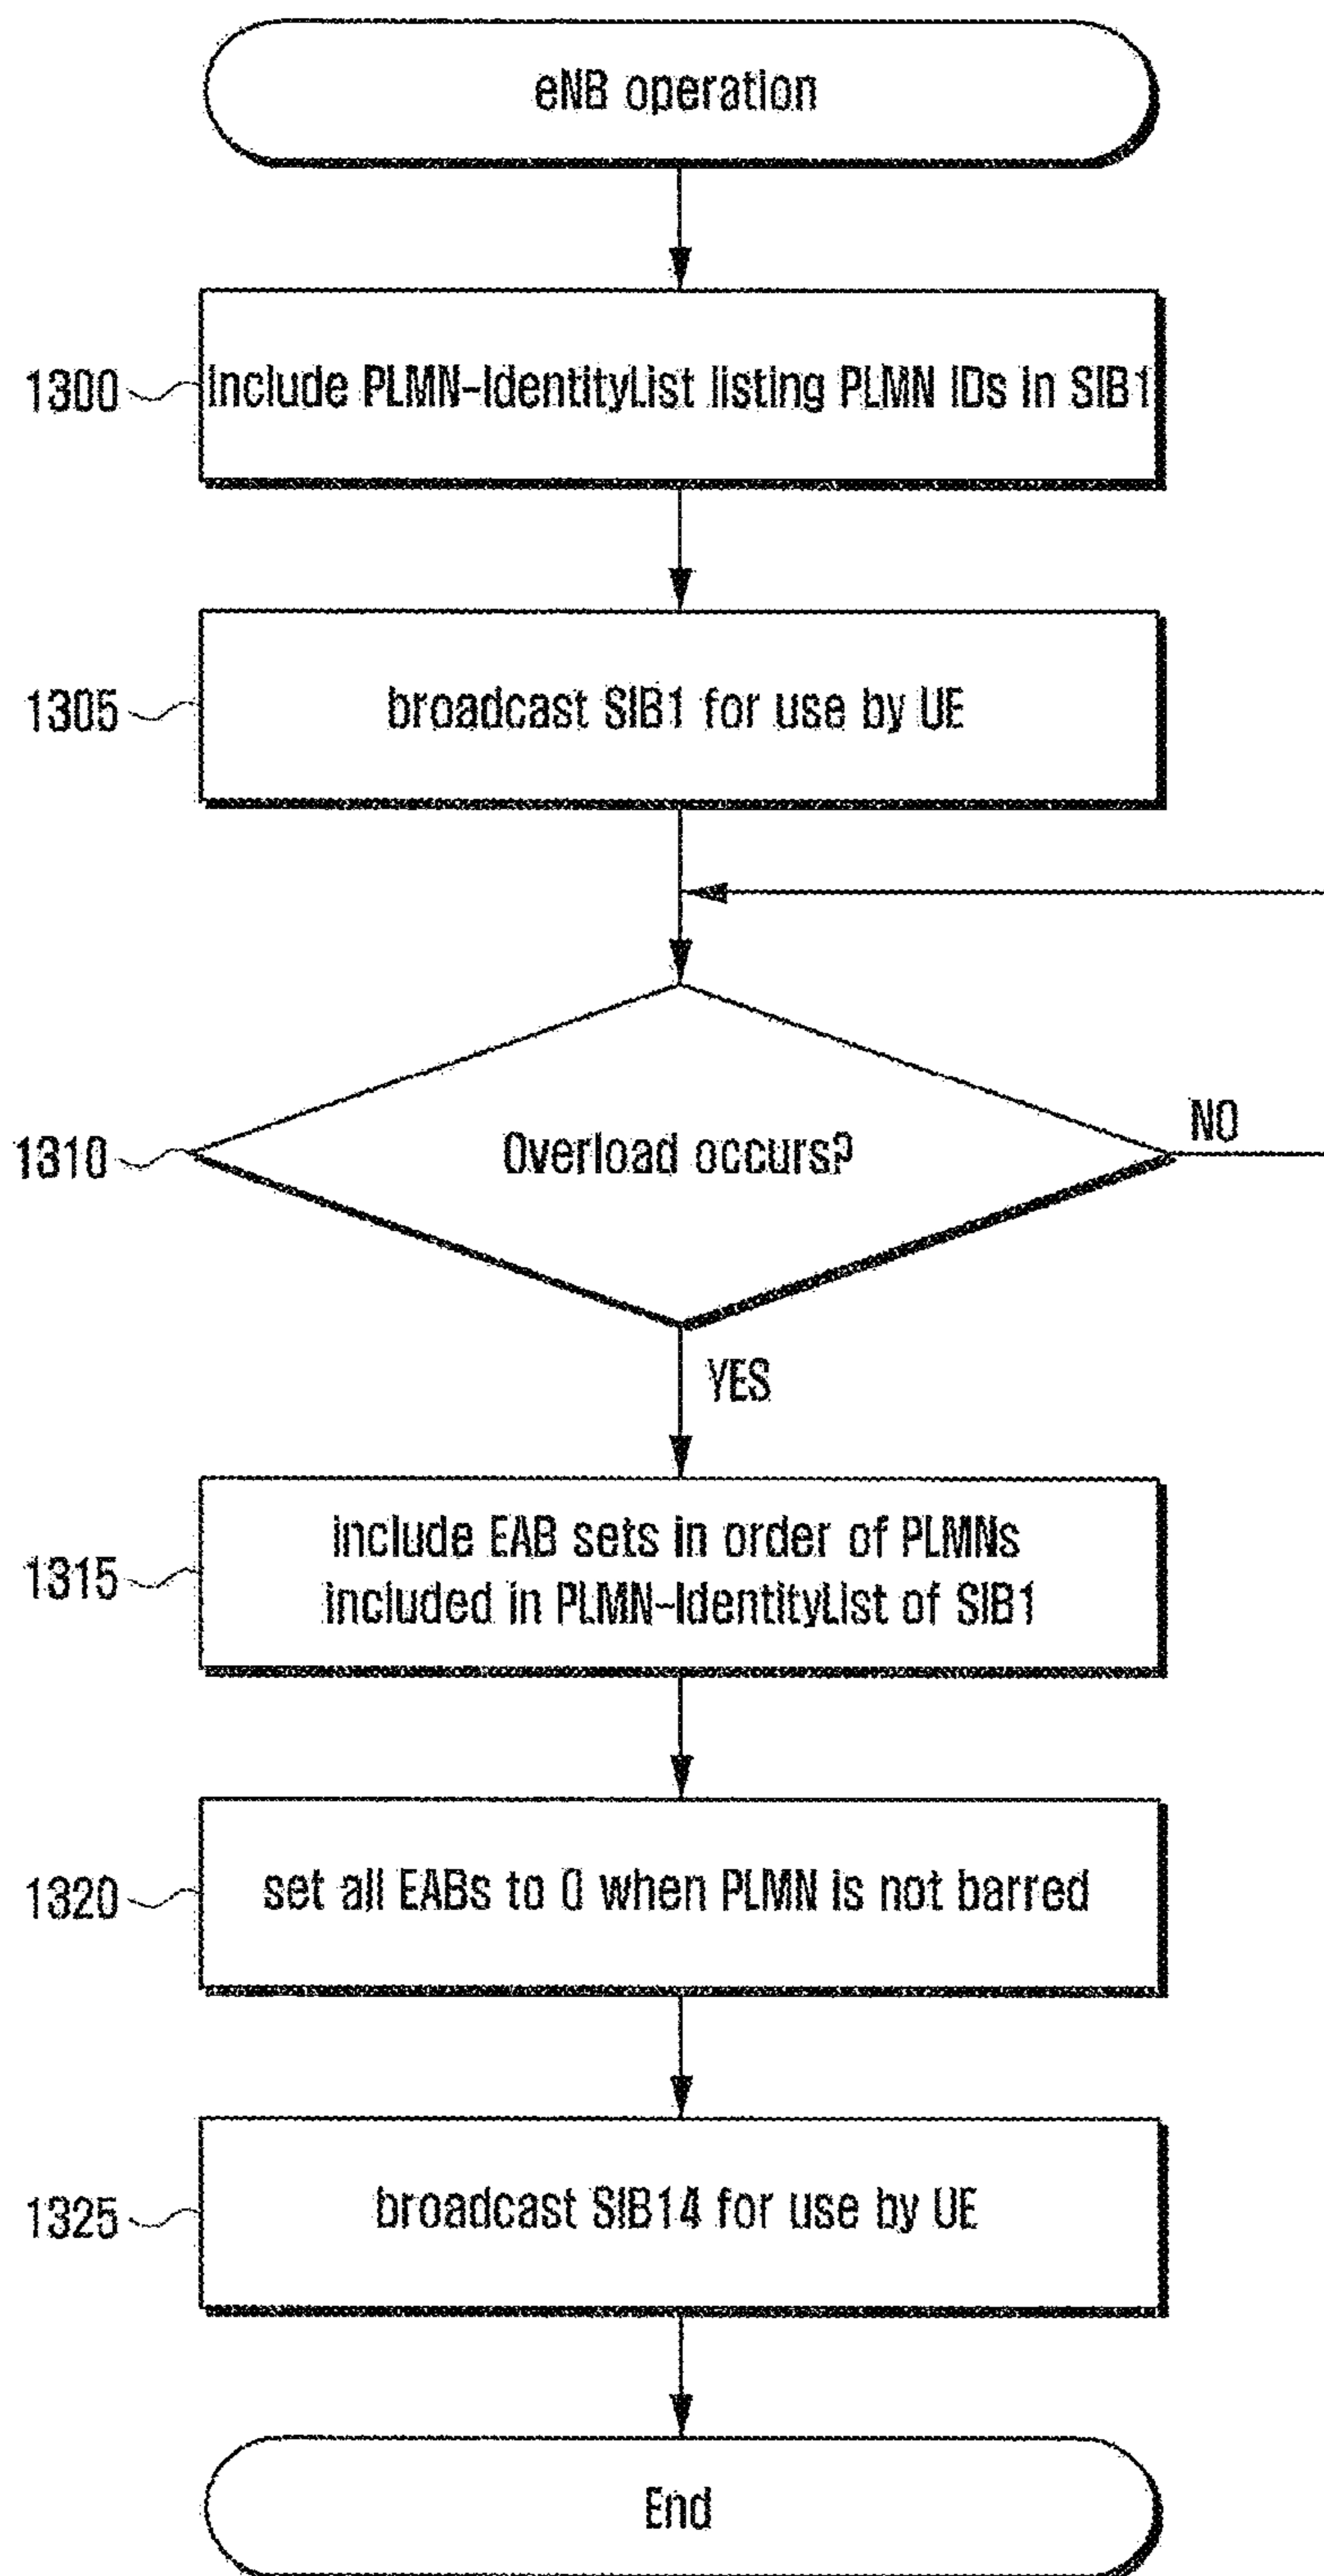 eNB operation
1300
include PLMN-IdentityList listing PLMN IDs in SIB1
1305
broadcast SIB1 for use by UE
1310
Overload occurs?
NO
YES
1315
include EAB sets in order of PLMNs
included in PLMN-IdentityList of SIB1
1320
set all EABs to 0 when PLMN is not barred
1325
broadcast SIB14 for use by UE
End